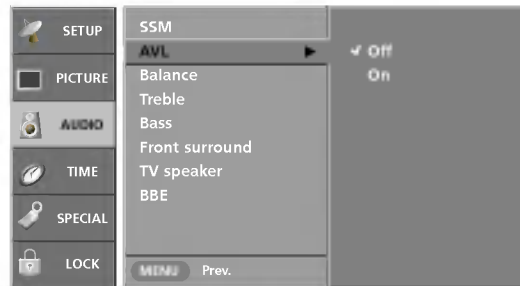 SETUP
PICTURE
AUDIO
TIME
SPECIAL
LOCK
SSM
AVL
Balance
Treble
Bass
Front surround
TV speaker
BBE
MENU Prev.
Off
On